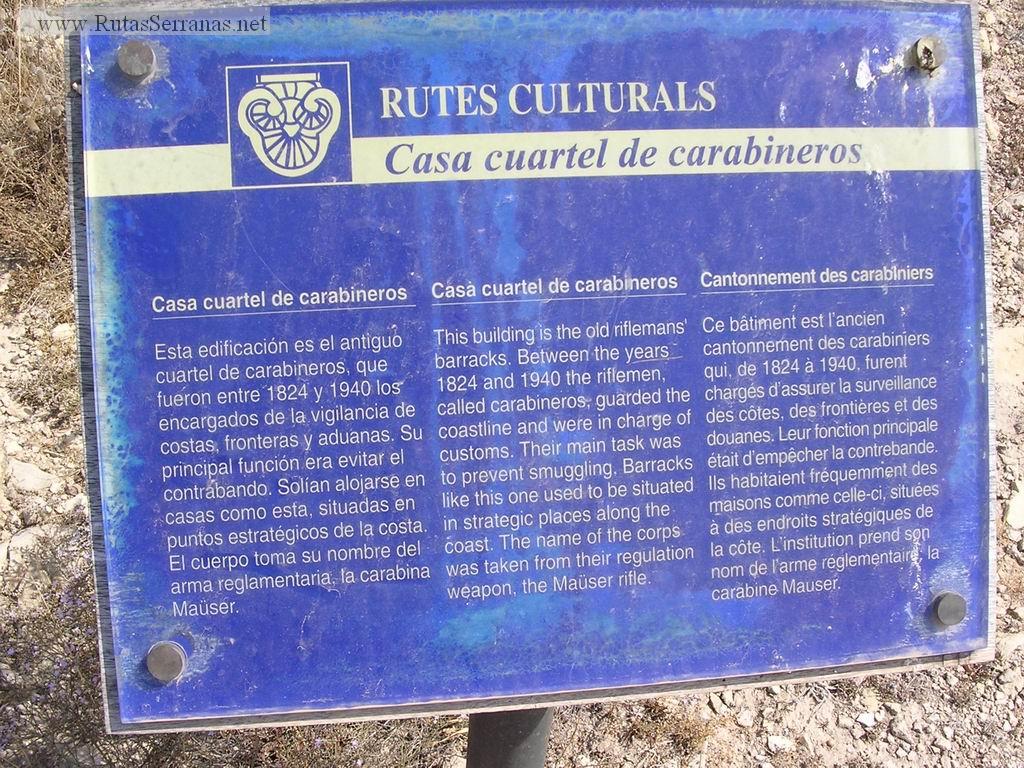 www.RutasSerranas.net
RUTES CULTURALS
Casa cuartel de carabineros
Casa cuartel de carabineros
Esta edificación es el antiguo
cuartel de carabineros, que
fueron entre 1824 y 1940 los
encargados de la vigilancia de
costas, fronteras y aduanas. Su
principal función era evitar el
contrabando. Solían alojarse en
casas como esta, situadas en
puntos estratégicos de la costa.
El cuerpo toma su nombre del
arma reglamentaria, la carabina
Maüser.
Casa cuartel de carabineros
This building is the old riflemans'
barracks. Between the years
1824 and 1940 the riflemen,
called carabineros, guarded the
coastline and were in charge of
customs. Their main task was
to prevent smuggling. Barracks
like this one used to be situated
in strategic places along the
coast. The name of the corps
was taken from their regulation
weapon, the Maüser rifle.
Cantonnement des carabiniers
Ce bâtiment est l'ancien
cantonnement des carabiniers
qui, de 1824 à 1940, furent
chargés d'assurer la surveillance
des côtes, des frontières et des
douanes. Leur fonction principale
était d'empêcher la contrebande.
Ils habitaient fréquemment des
maisons comme celle-ci, situées
à des endroits stratégiques de
la côte. L'institution prend son
nom de l'arme réglementaire, la
carabine Mauser.